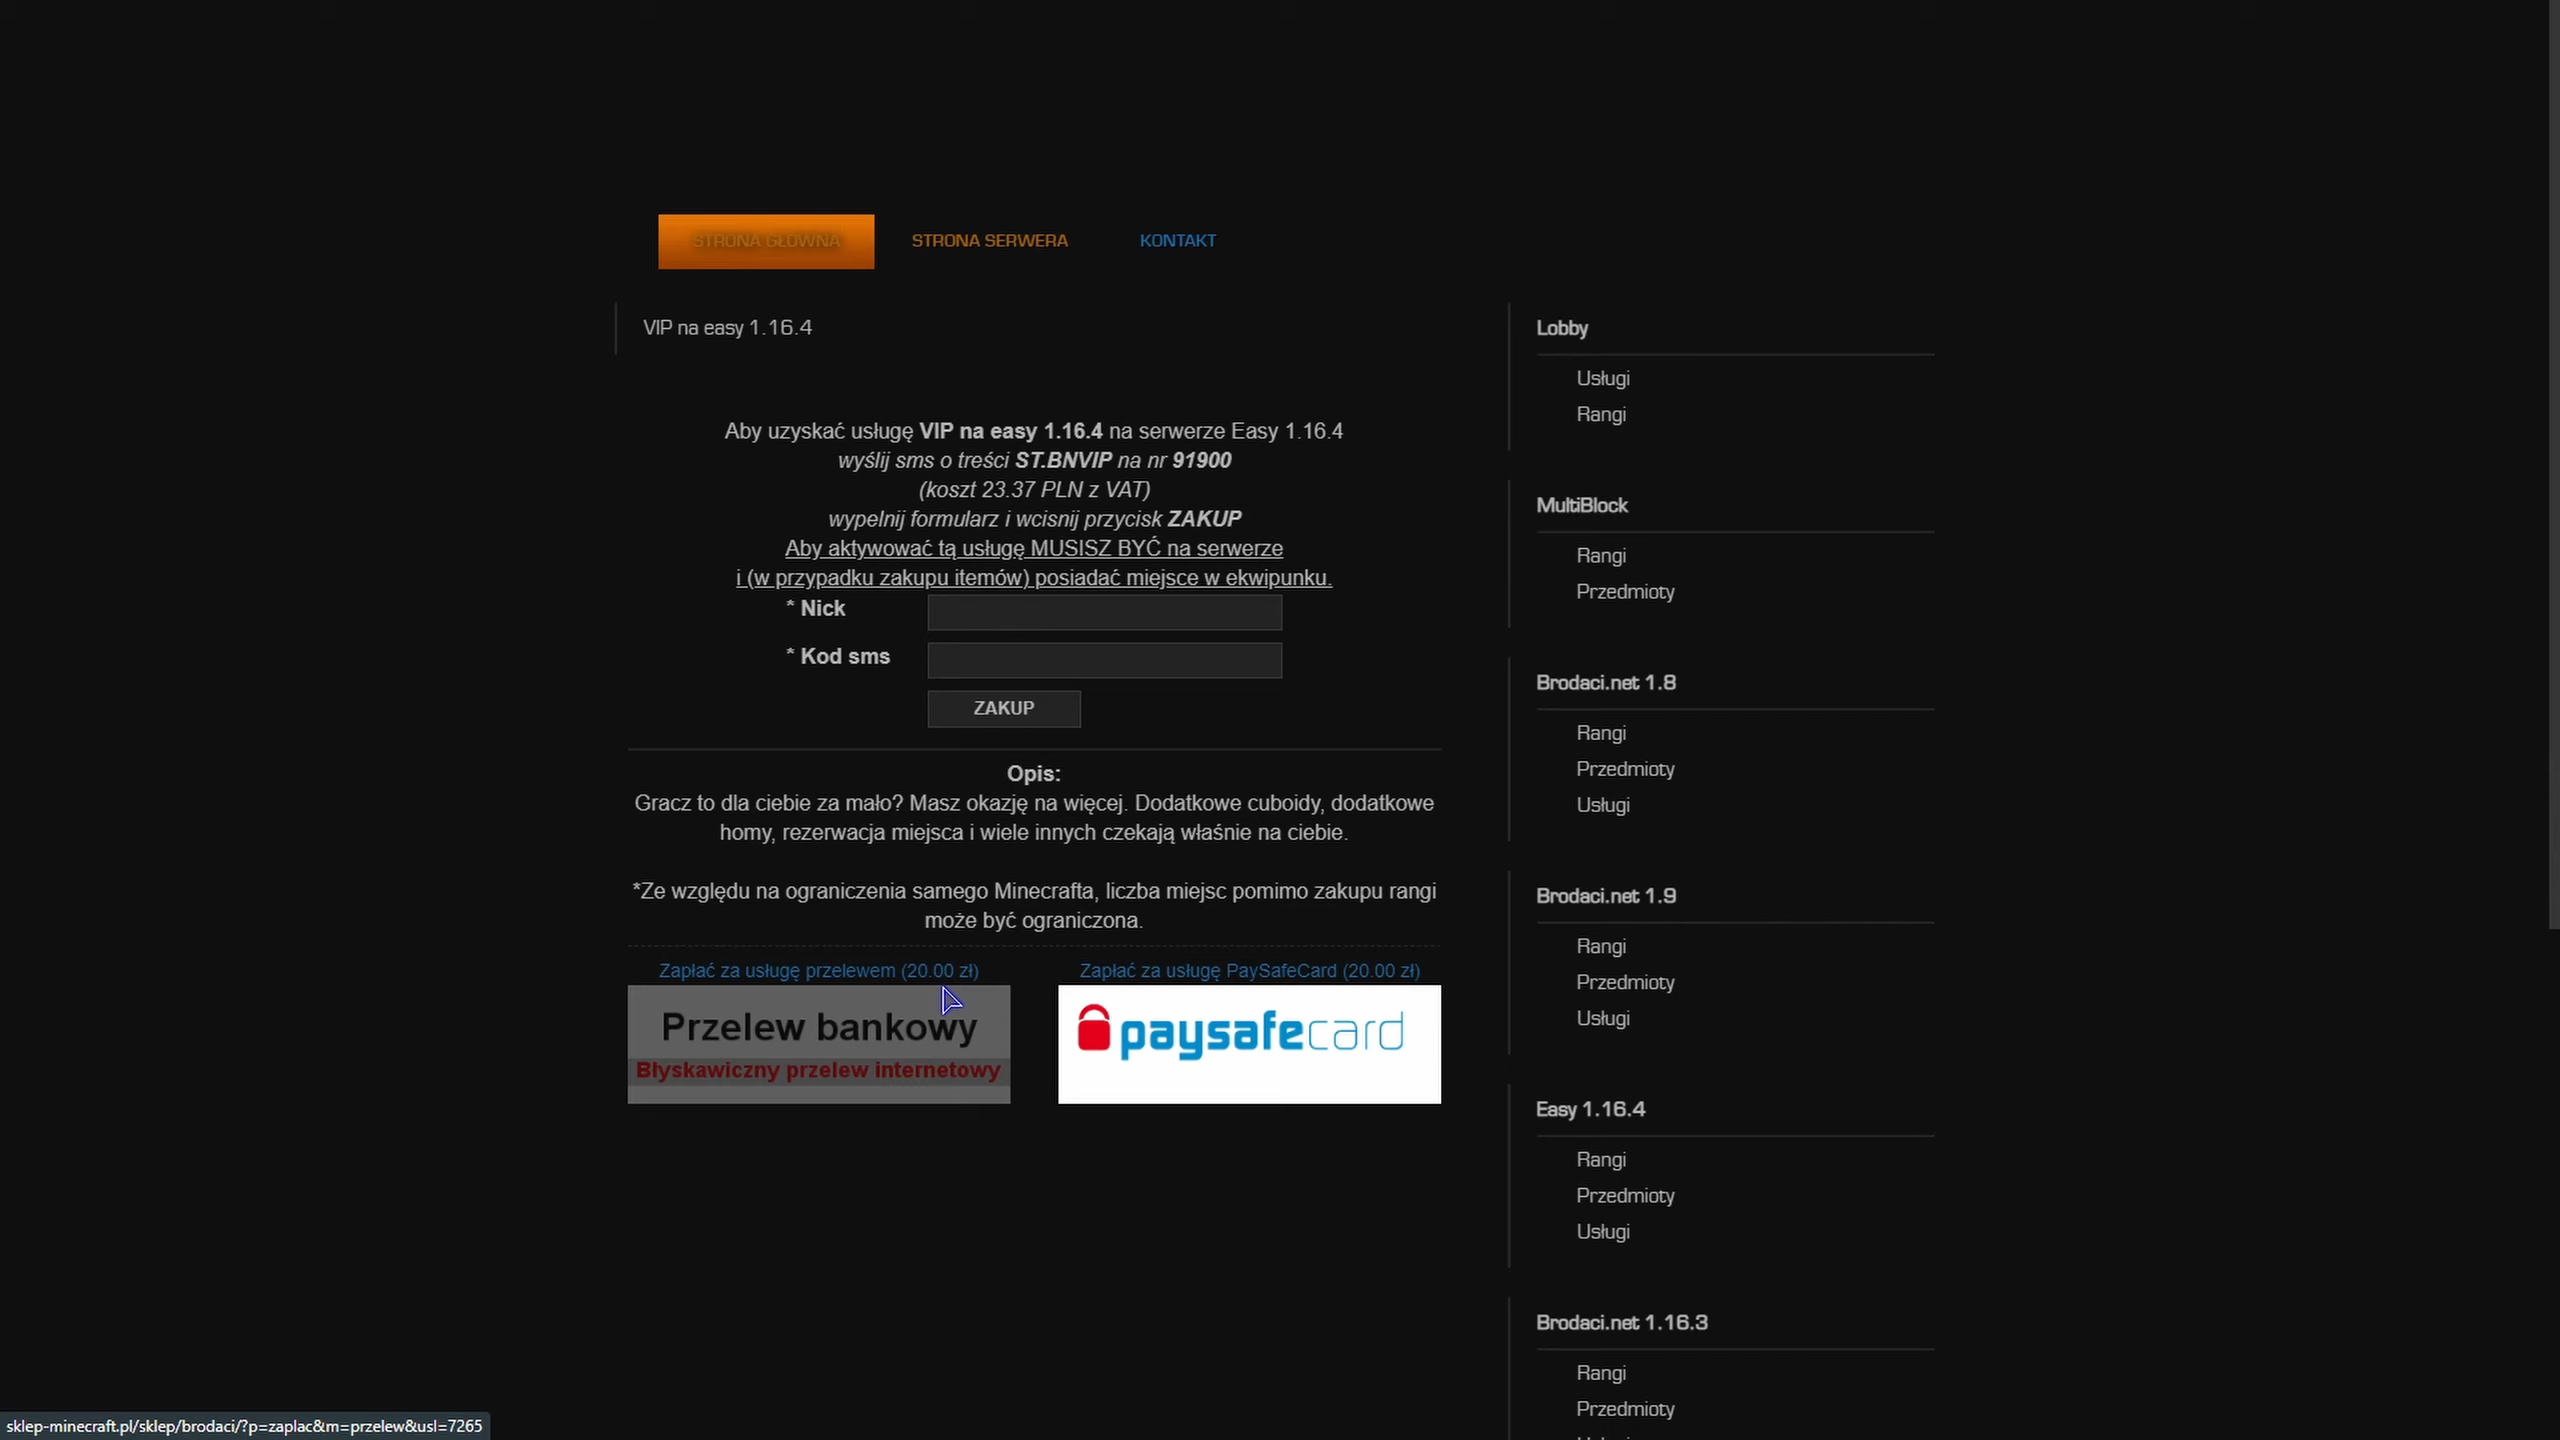 STRONA GŁÓWNA
STRONA SERWERA
KONTAKT
VIP na easy 1.16.4
Aby uzyskać usługę VIP na easy 1.16.4 na serwerze Easy 1.16.4
wyślij sms o treści ST.BNVIP na nr 91900
(koszt 23.37 PLN z VAT)
wypelnij formularz i wcisnij przycisk ZAKUP
Aby aktywować tą usługę MUSISZ BYĆ na serwerze
i (w przypadku zakupu itemów) posiadać miejsce w ekwipunku.
* Nick
* Kod sms
ZAKUP
Opis:
Gracz to dla ciebie za mało? Masz okazję na więcej. Dodatkowe cuboidy, dodatkowe
homy, rezerwacja miejsca i wiele innych czekają właśnie na ciebie.
*Ze względu na ograniczenia samego Minecrafta, liczba miejsc pomimo zakupu rangi
może być ograniczona.
Zapłać za usługę przelewem (20.00 zł)
Przelew bankowy
Błyskawiczny przelew internetowy
Zapłać za usługę PaySafeCard (20.00 zł)
paysafecard
Lobby
Usługi
Rangi
MultiBlock
Rangi
Przedmioty
Brodaci.net 1.8
Rangi
Przedmioty
Usługi
Brodaci.net 1.9
Rangi
Przedmioty
Usługi
Easy 1.16.4
Rangi
Przedmioty
Usługi
Brodaci.net 1.16.3
Rangi
Przedmioty
sklep-minecraft.pl/sklep/brodaci/?p=zaplac&m=przelew&usl=7265